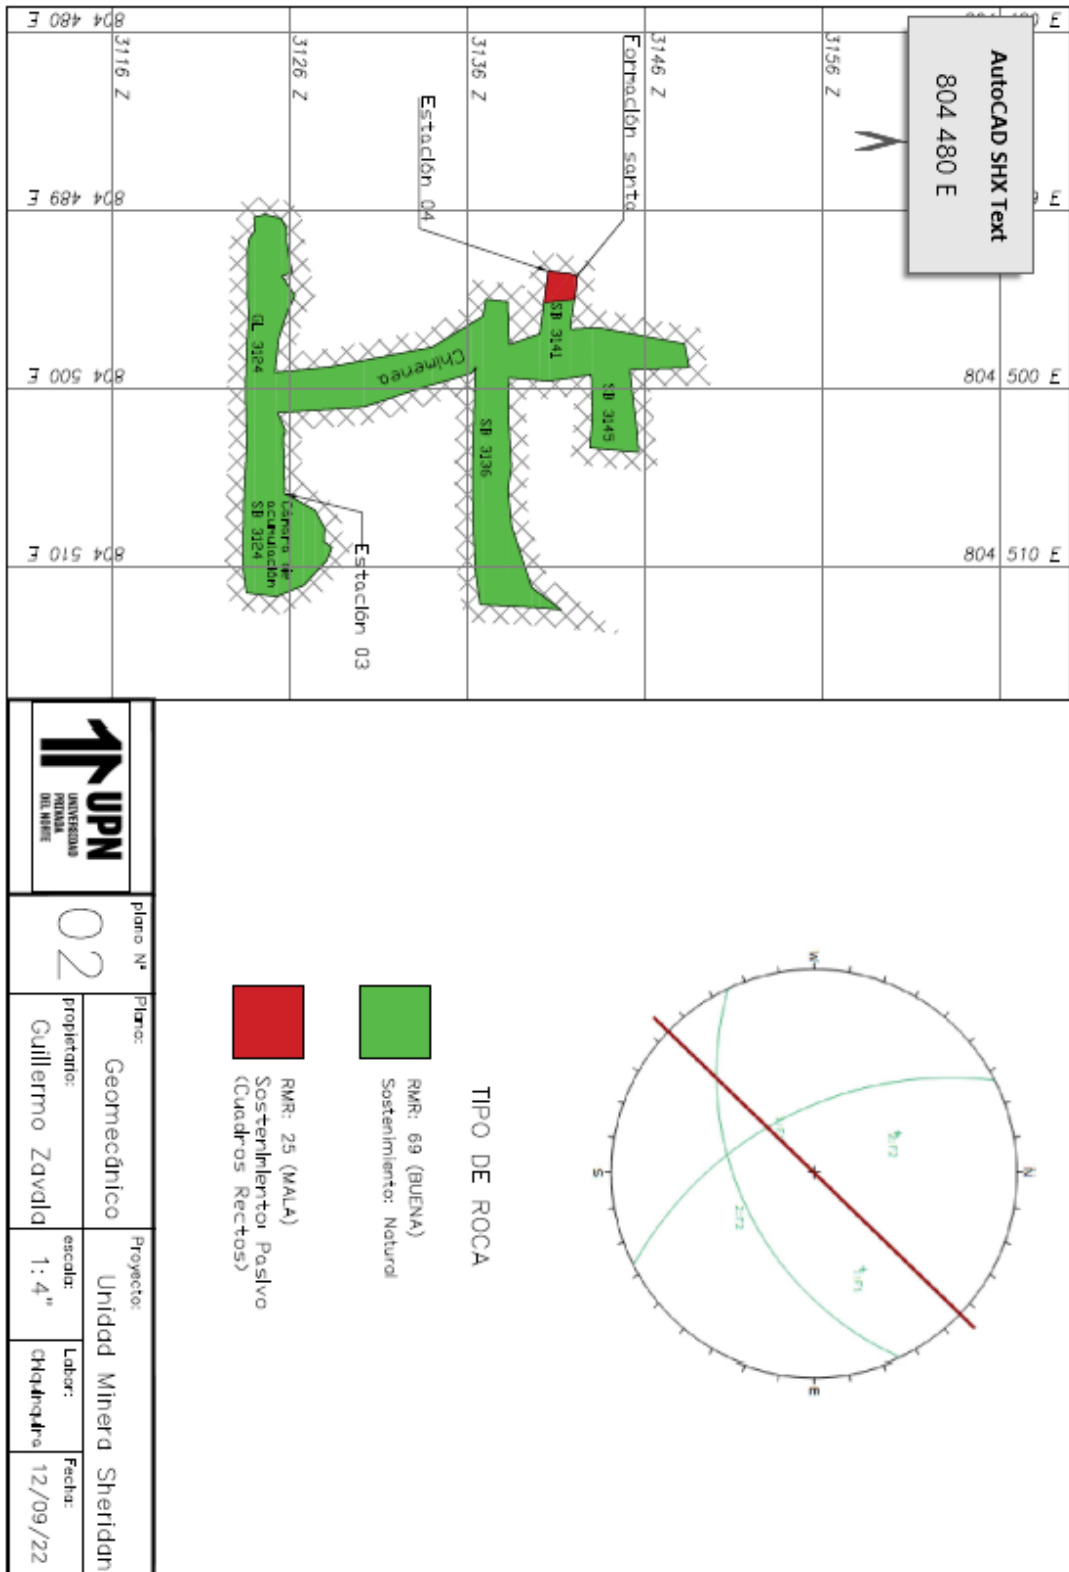 AutoCAD SHX Text
804 480 E
804 480 E
804 489 E
804 500 E
804 500 E
804 510 E
804 510 E
3116 Z
3126 Z
3136 Z
3146 Z
3156 Z
Formación santa
Estación 04
Estación 03
GL 3124
Chimenea
SB 3141
SB 3145
SB 3136
Cámara de
acumulación
SB 3124
N
W
E
S
TIPO DE ROCA
RMR: 69 (BUENA)
Sostenimiento: Natural
RMR: 25 (MALA)
Sostenimiento: Pasivo
(Cuadros Rectos)
UPN
UNIVERSIDAD
PRIVADA
DEL NORTE
plano Nª
02
Plano:
Geomecánico
propietario:
Guillermo Zavala
Proyecto:
Unidad Minera Sheridan
escala:
1:4"
Labor:
Chiquinquira
Fecha:
12/09/22